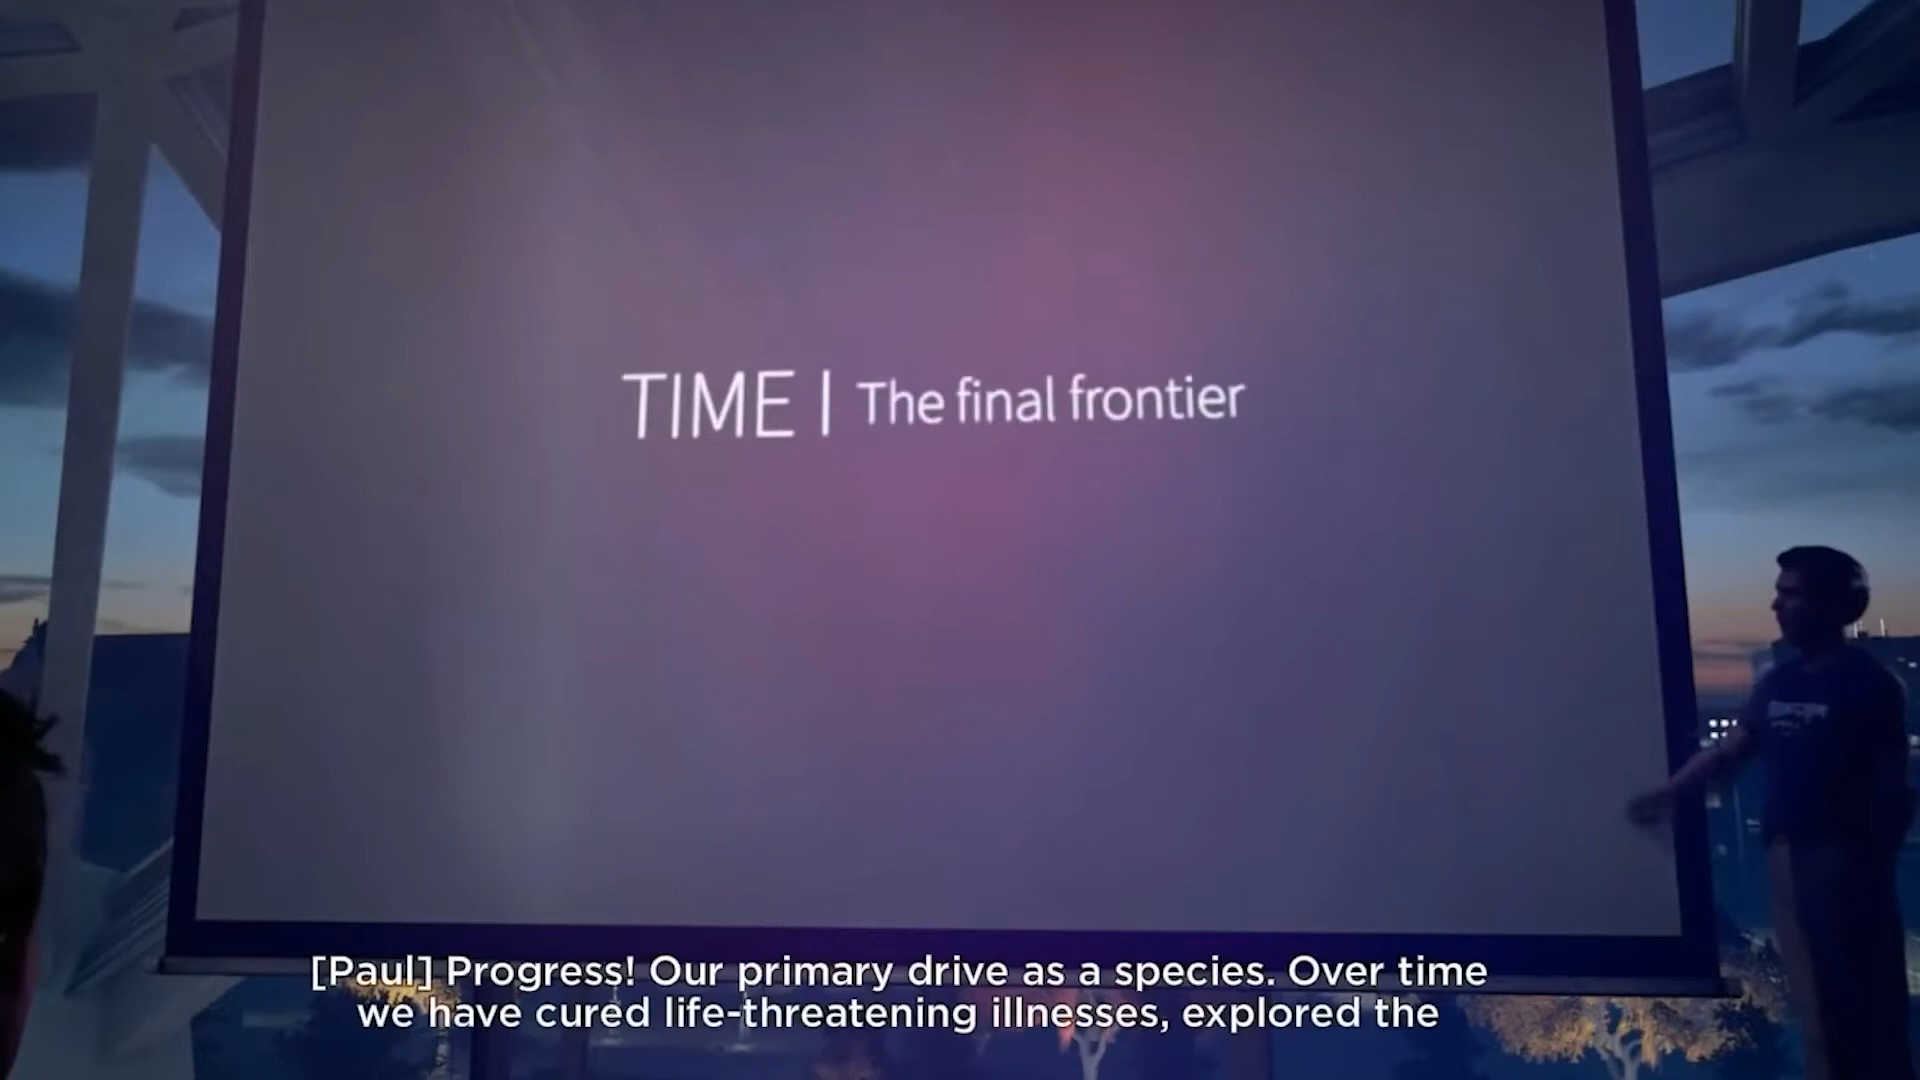 TIME | The final frontier
[Paul] Progress! Our primary drive as a species. Over time
we have cured life-threatening illnesses, explored the